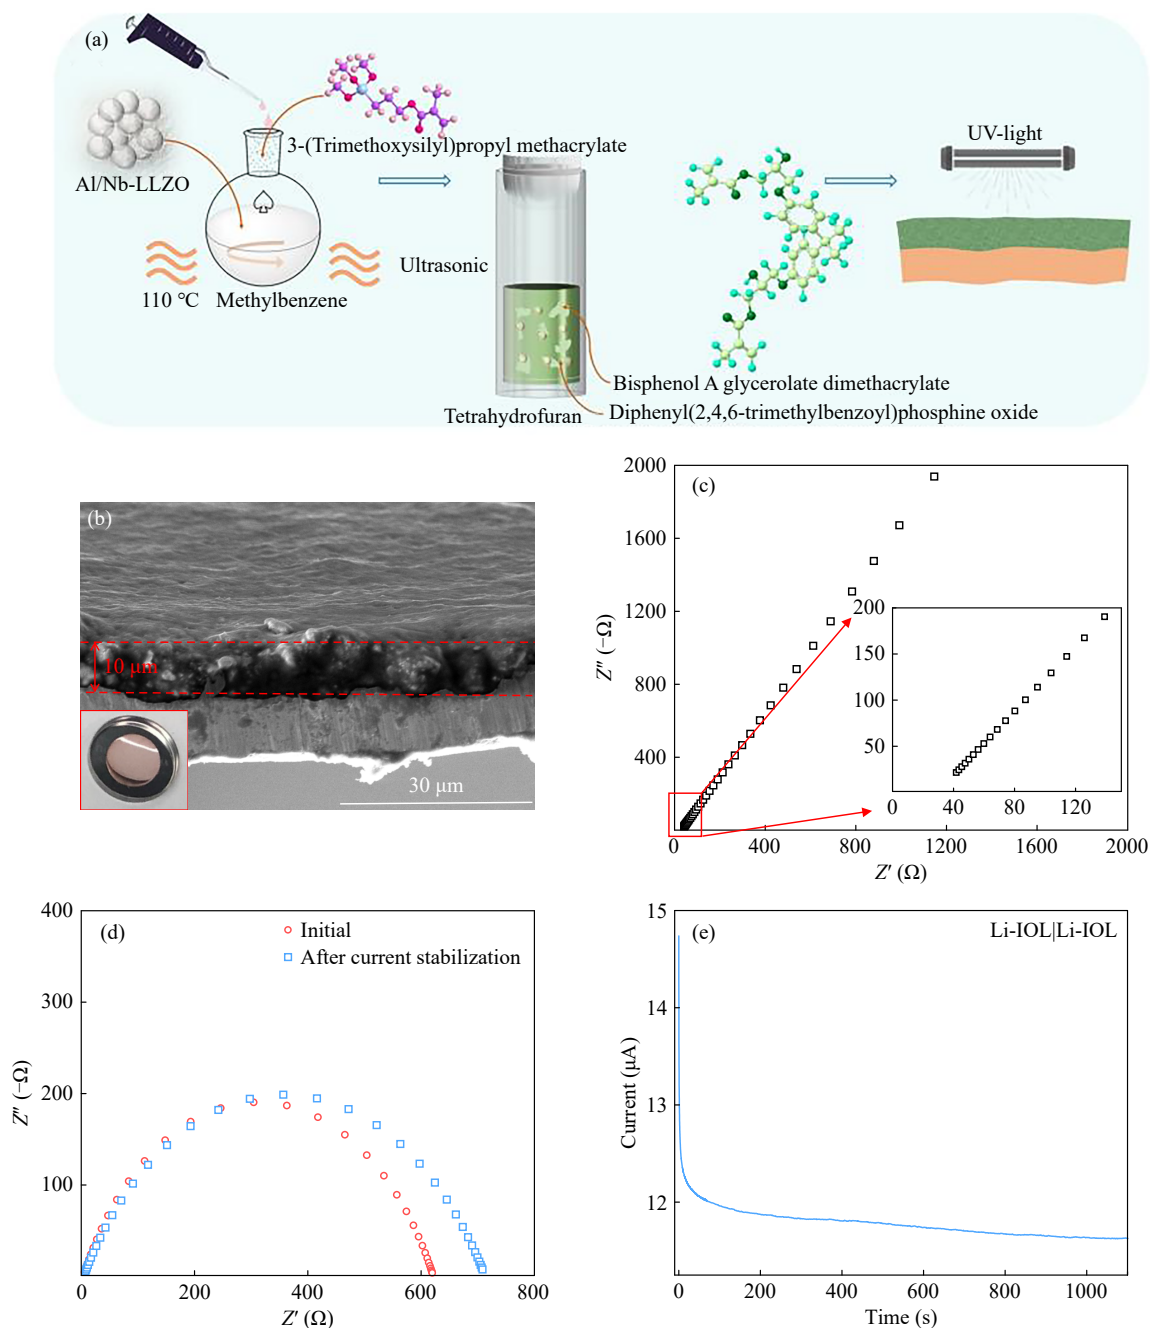 (a)
3-(Trimethoxysilyl)propyl methacrylate
UV-light
Al/Nb-LLZO
Ultrasonic
110 ℃
Methylbenzene
Bisphenol A glycerolate dimethacrylate
Tetrahydrofuran
Diphenyl(2,4,6-trimethylbenzoyl)phosphine oxide
(b)
10 μm
30 μm
(c)
2000
1600
1200
800
400
0
400
800
1200
1600
2000
Z″ (−Ω)
Z′ (Ω)
200
150
100
50
0
40
80
120
(d)
Initial
After current stabilization
400
300
200
100
0
200
400
600
800
Z″ (−Ω)
Z′ (Ω)
(e)
Li-IOL|Li-IOL
15
14
13
12
0
200
400
600
800
1000
Current (μA)
Time (s)